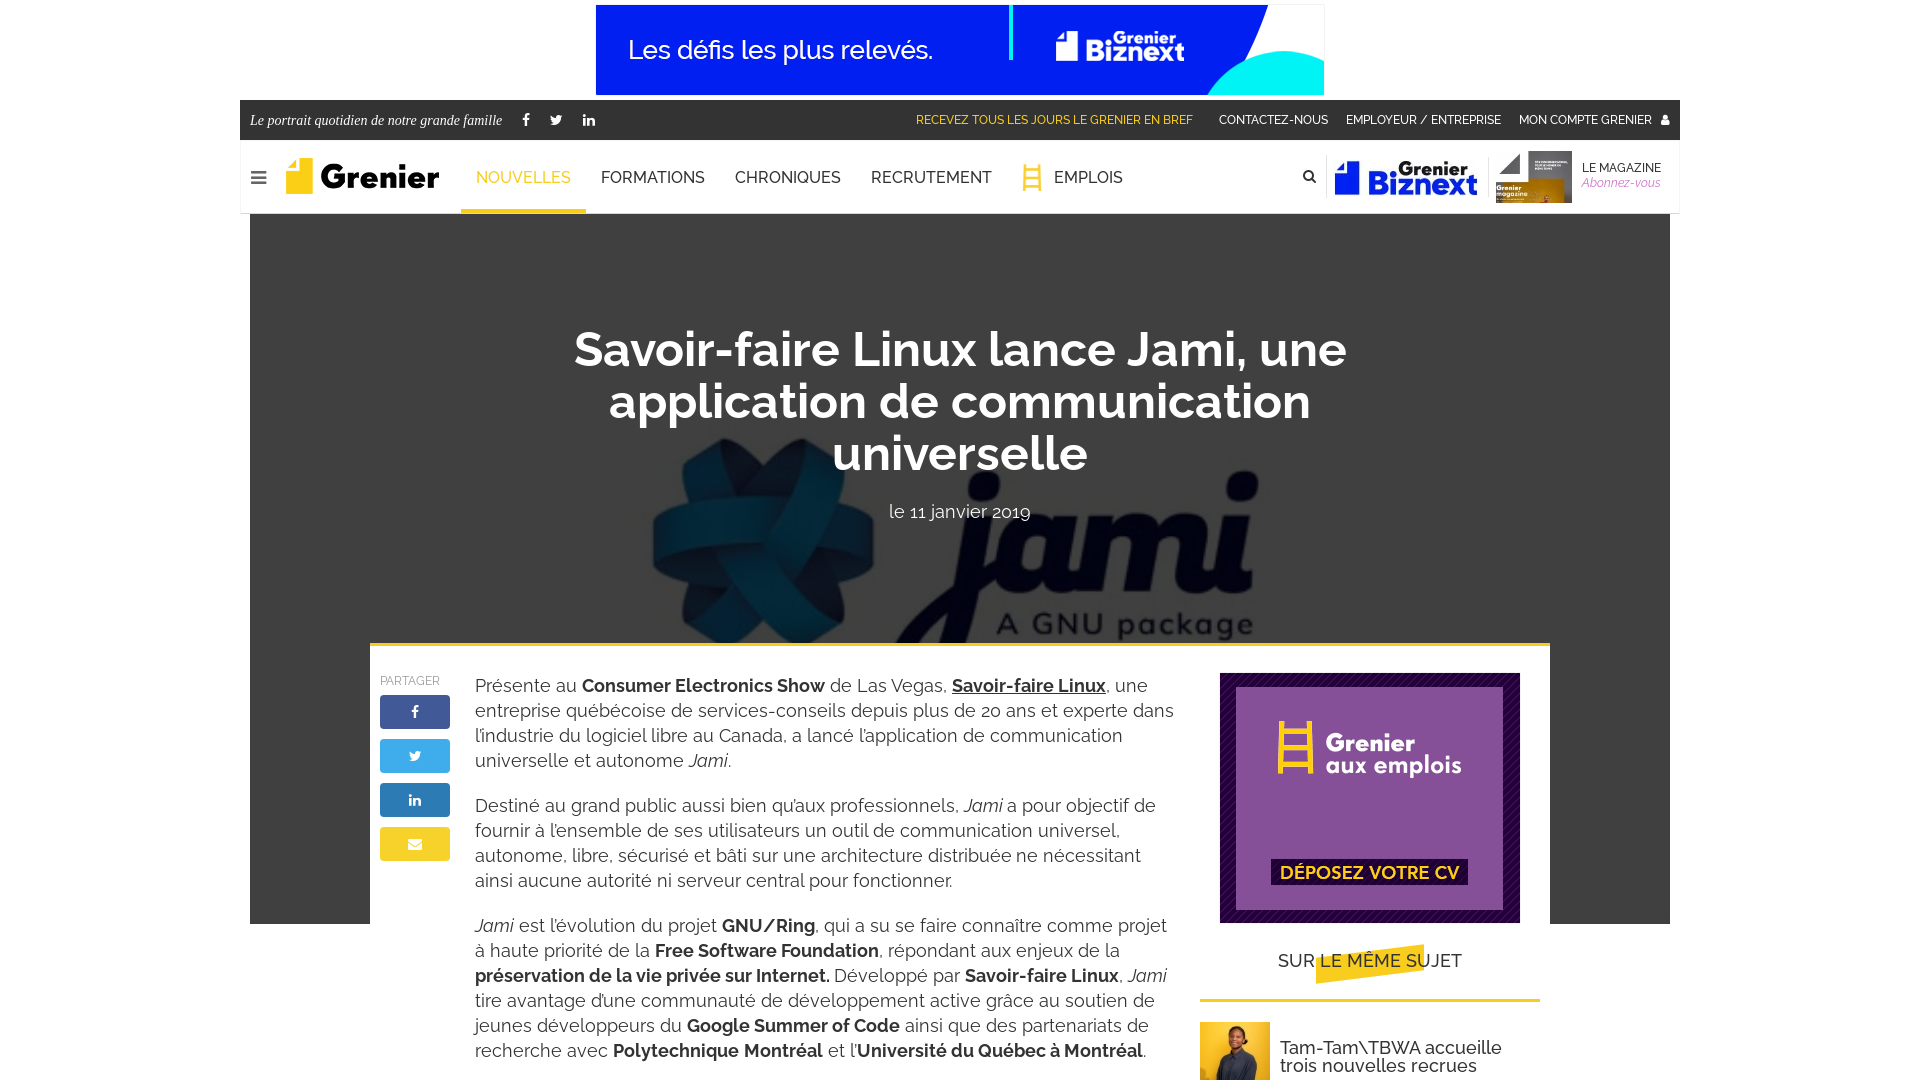 Les défis les plus relevés.
Grenier
Biznext
Le portrait quotidien de notre grande famille
RECEVEZ TOUS LES JOURS LE GRENIER EN BREF
CONTACTEZ-NOUS
EMPLOYEUR / ENTREPRISE
MON COMPTE GRENIER
Grenier
NOUVELLES
FORMATIONS
CHRONIQUES
RECRUTEMENT
EMPLOIS
Grenier
Biznext
Grenier
magazine
LE MAGAZINE
Abonnez-vous
Savoir-faire Linux lance Jami, une
application de communication
universelle
le 11 janvier 2019
jami
A GNU package
PARTAGER
Présente au Consumer Electronics Show de Las Vegas, Savoir-faire Linux, une
entreprise québécoise de services-conseils depuis plus de 20 ans et experte dans
l’industrie du logiciel libre au Canada, a lancé l’application de communication
universelle et autonome Jami.
Destiné au grand public aussi bien qu’aux professionnels, Jami a pour objectif de
fournir à l’ensemble de ses utilisateurs un outil de communication universel,
autonome, libre, sécurisé et bâti sur une architecture distribuée ne nécessitant
ainsi aucune autorité ni serveur central pour fonctionner.
Jami est l’évolution du projet GNU/Ring, qui a su se faire connaître comme projet
à haute priorité de la Free Software Foundation, répondant aux enjeux de la
préservation de la vie privée sur Internet. Développé par Savoir-faire Linux, Jami
tire avantage d’une communauté de développement active grâce au soutien de
jeunes développeurs du Google Summer of Code ainsi que des partenariats de
recherche avec Polytechnique Montréal et l’Université du Québec à Montréal.
Grenier
aux emplois
DÉPOSEZ VOTRE CV
SUR LE MÊME SUJET
Tam-Tam\TBWA accueille
trois nouvelles recrues